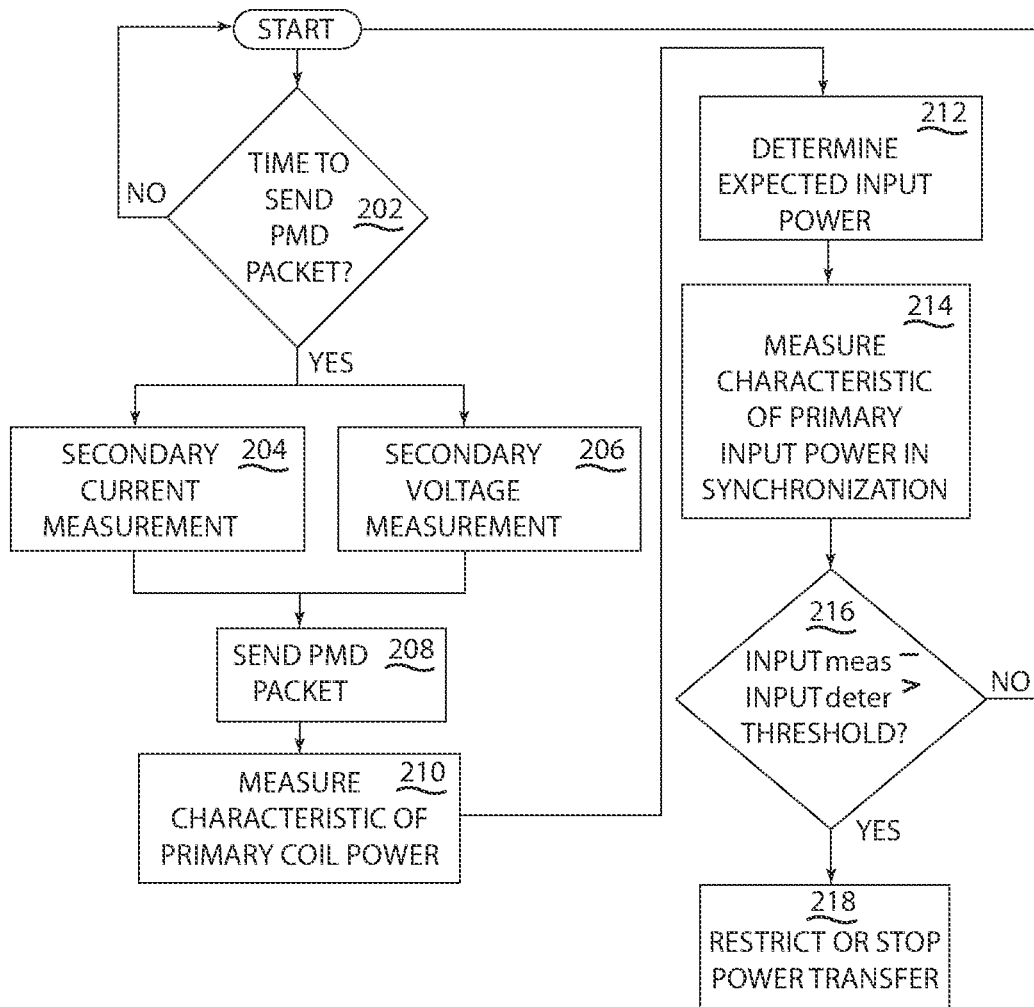 START
TIME TO
SEND
202
PMD
PACKET?
NO
YES
204
SECONDARY
CURRENT
MEASUREMENT
206
SECONDARY
VOLTAGE
MEASUREMENT
208
SEND PMD
PACKET
210
MEASURE
CHARACTERISTIC OF
PRIMARY COIL POWER
212
DETERMINE
EXPECTED INPUT
POWER
214
MEASURE
CHARACTERISTIC
OF PRIMARY
INPUT POWER IN
SYNCHRONIZATION
216
INPUTmeas –
INPUTdeter >
THRESHOLD?
NO
YES
218
RESTRICT OR STOP
POWER TRANSFER